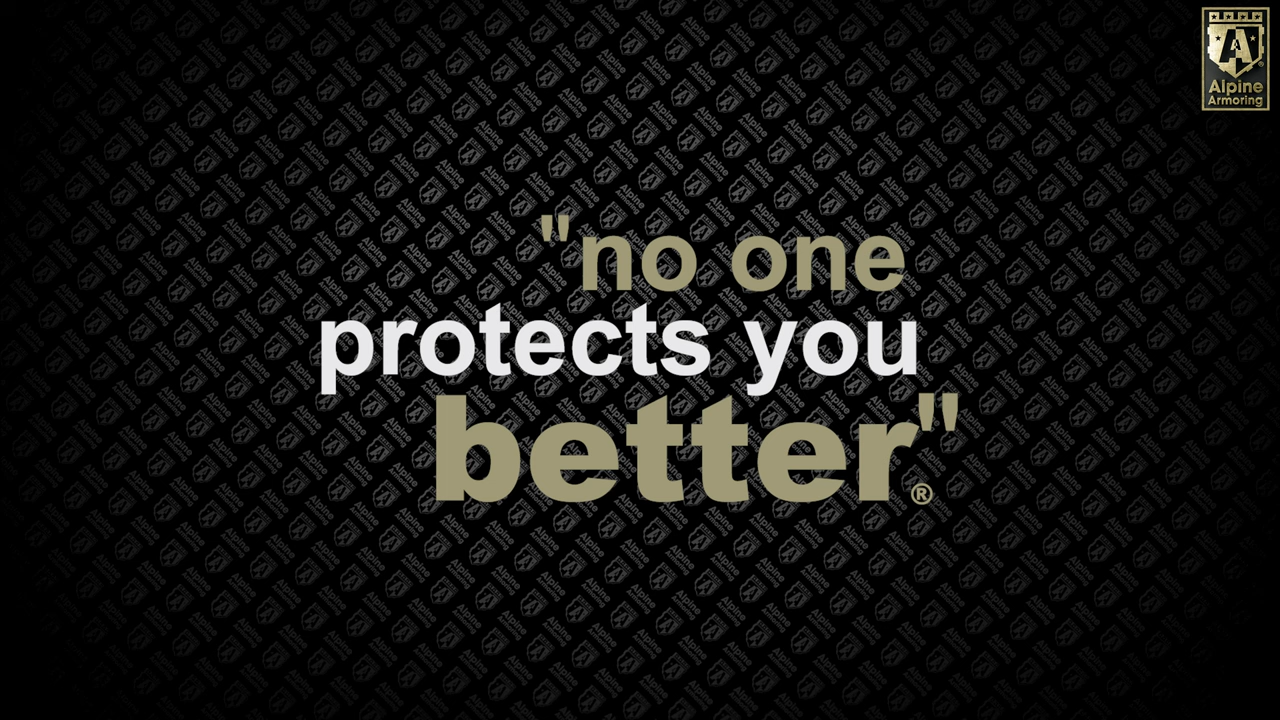 Alpine
Armoring
"no one
protects you
better"
®